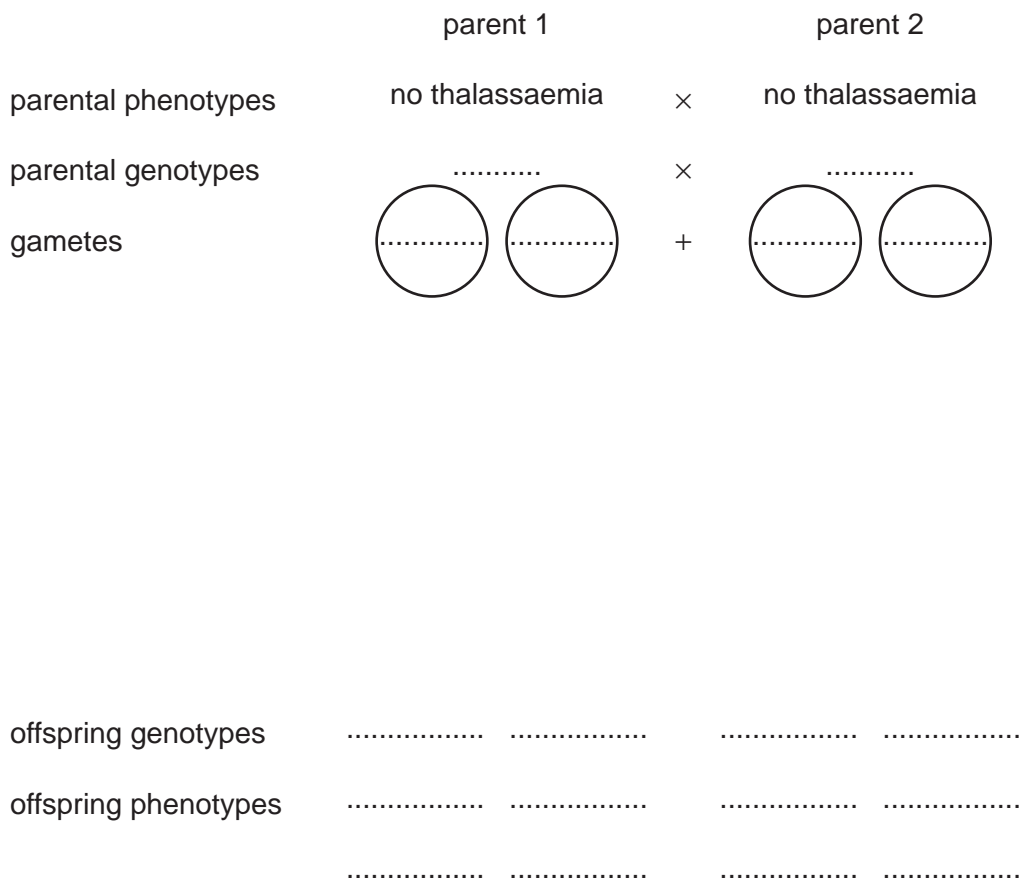 parent 1 parent 2
parental phenotypes no thalassaemia × no thalassaemia
parental genotypes ........... × ...........
gametes ............. ............. + ............. .............
offspring genotypes ................. ................. ................. .................
offspring phenotypes ................. ................. ................. .................
................. ................. ................. .................